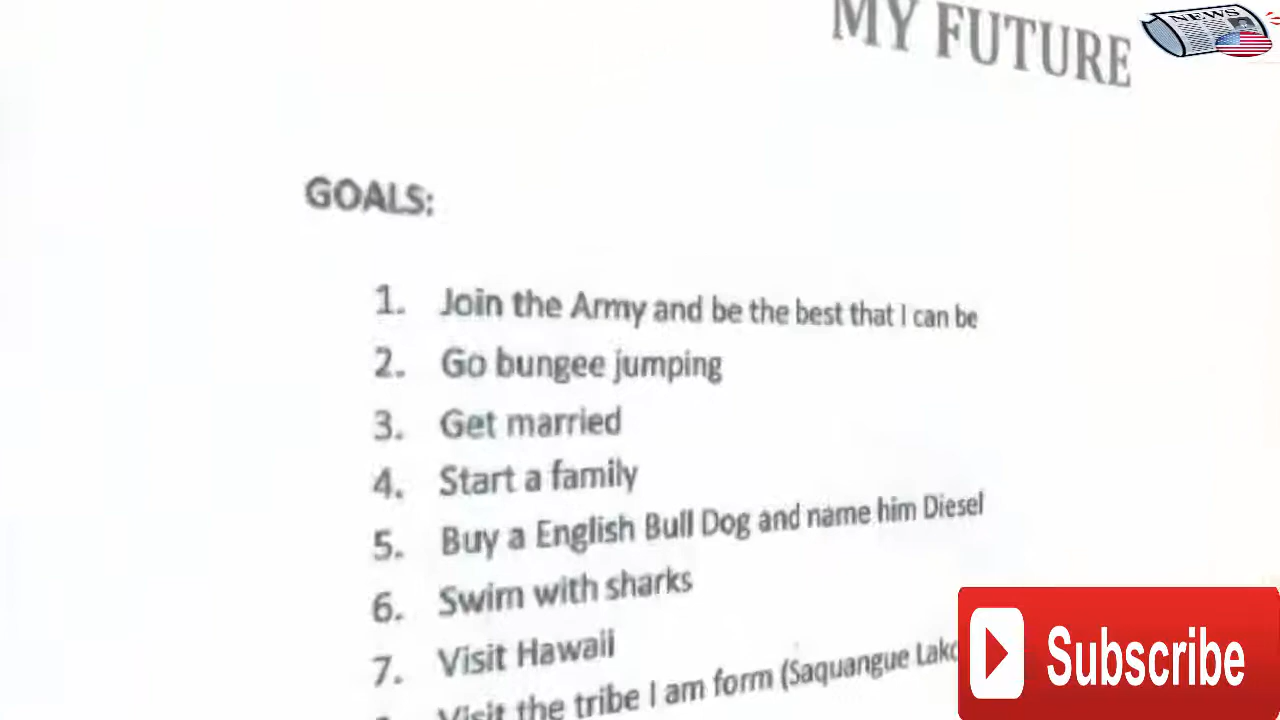 NEWS
MY FUTURE
GOALS:
1. Join the Army and be the best that I can be
2. Go bungee jumping
3. Get married
4. Start a family
5. Buy a English Bull Dog and name him Diesel
6. Swim with sharks
7. Visit Hawaii
Visit the tribe I am form (Saquangue
Subscribe